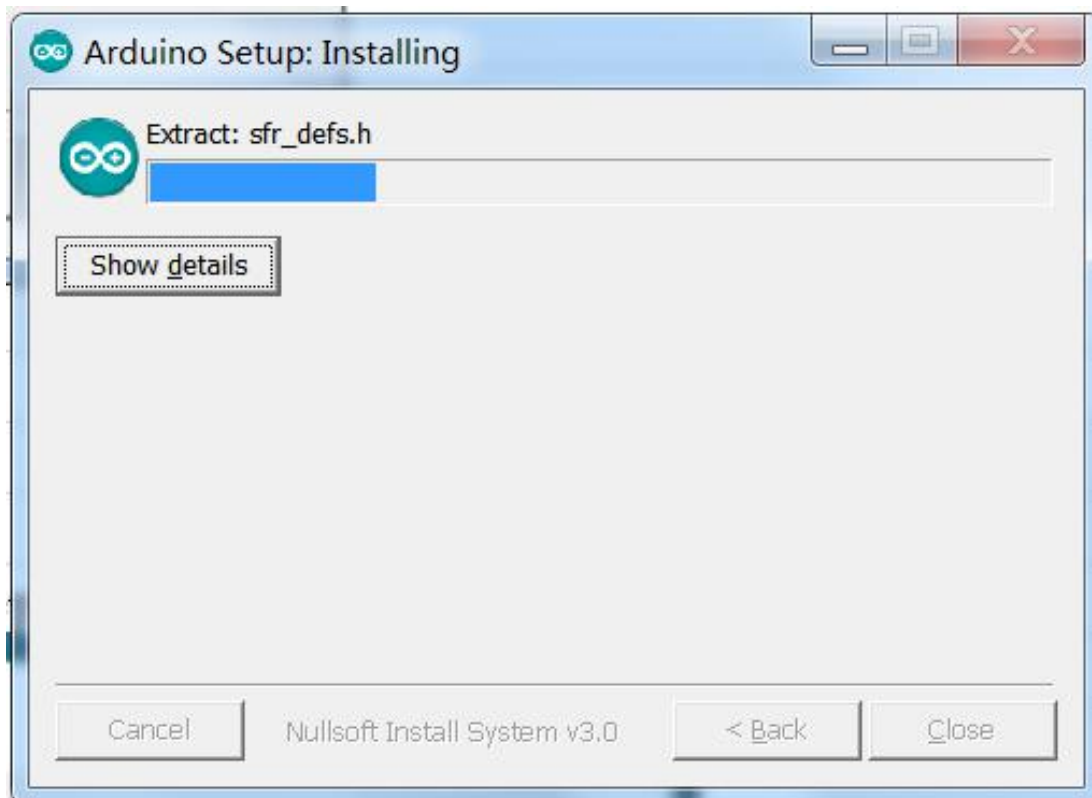 Arduino Setup: Installing
Extract: sfr_defs.h
Show details
Cancel
Nullsoft Install System v3.0
< Back
Close